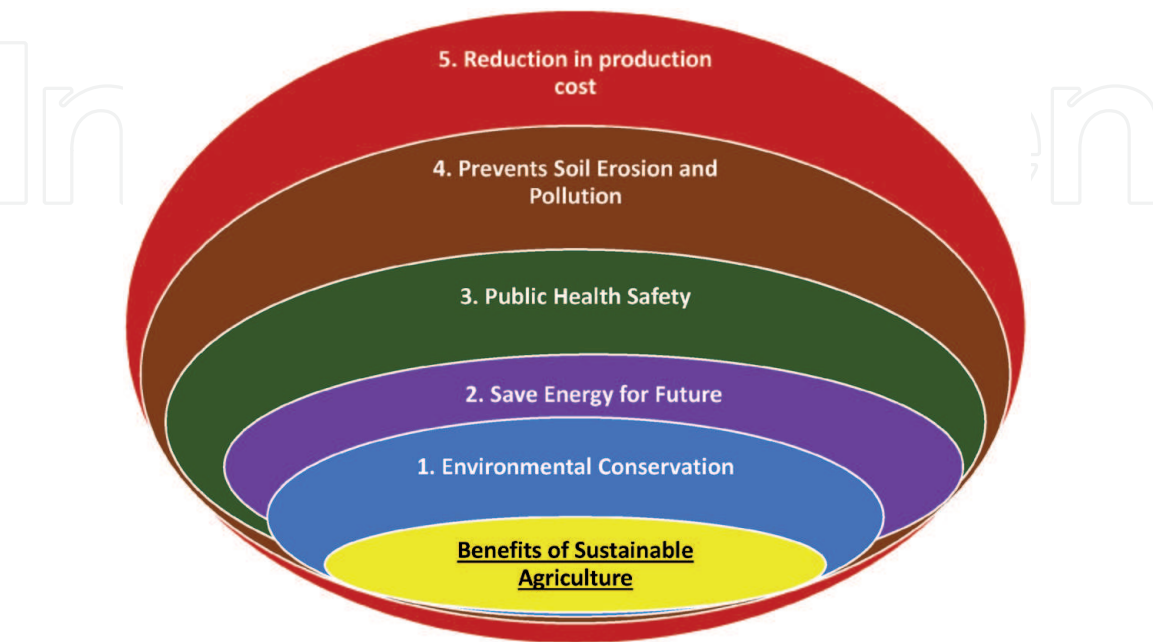 5. Reduction in production
cost
4. Prevents Soil Erosion and
Pollution
3. Public Health Safety
2. Save Energy for Future
1. Environmental Conservation
Benefits of Sustainable
Agriculture